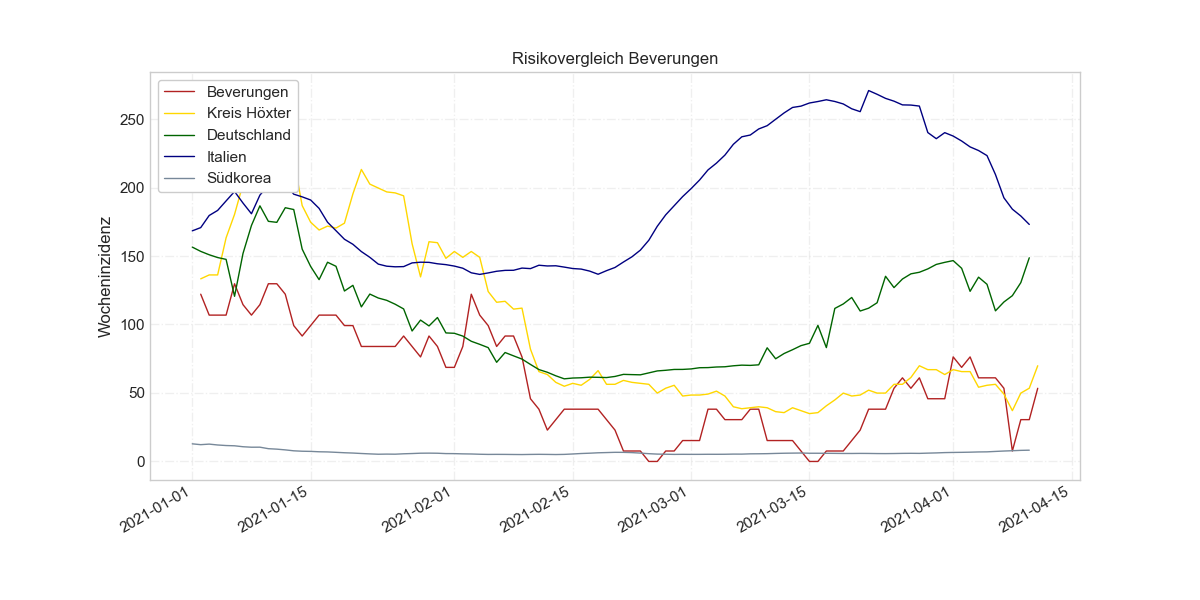 Risikovergleich Beverungen
Beverungen
Kreis Höxter
Deutschland
Italien
Südkorea
Wocheninzidenz
250
200
150
100
50
0
2021-01-01
2021-01-15
2021-02-01
2021-02-15
2021-03-01
2021-03-15
2021-04-01
2021-04-15